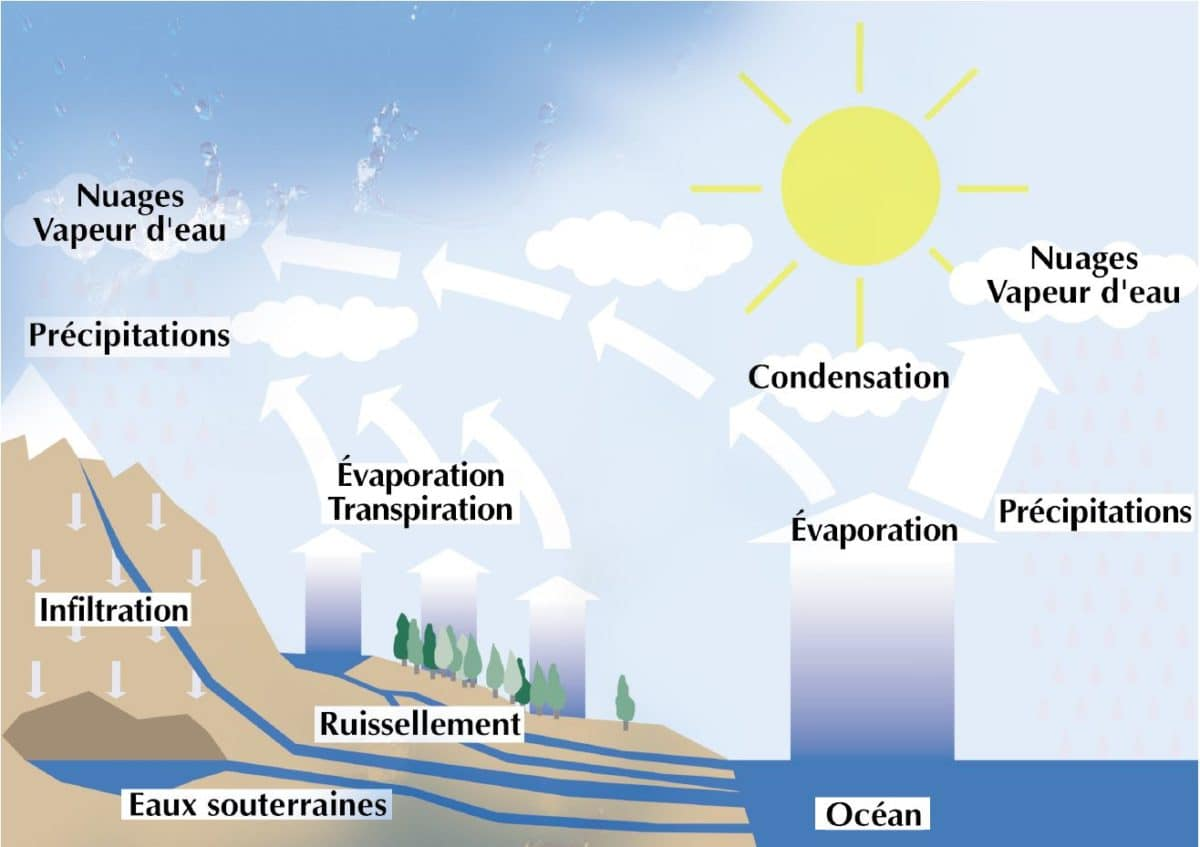 Nuages
Vapeur d'eau
Nuages
Vapeur d'eau
Précipitations
Condensation
Évaporation
Transpiration
Précipitations
Évaporation
Infiltration
Ruissellement
Eaux souterraines
Océan